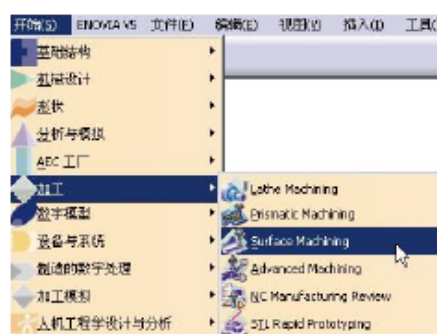 开始(S) ENOVIA V5 文件(F) 编辑(E) 视图(V) 插入(I) 工具(
基础结构
机械设计
形状
分析与模拟
AEC 工厂
加工
Lathe Machining
数字模型
Prismatic Machining
设备与系统
Surface Machining
制造的数字处理
Advanced Machining
加工模拟
NC Manufacturing Review
人机工程学设计与分析
STL Rapid Prototyping